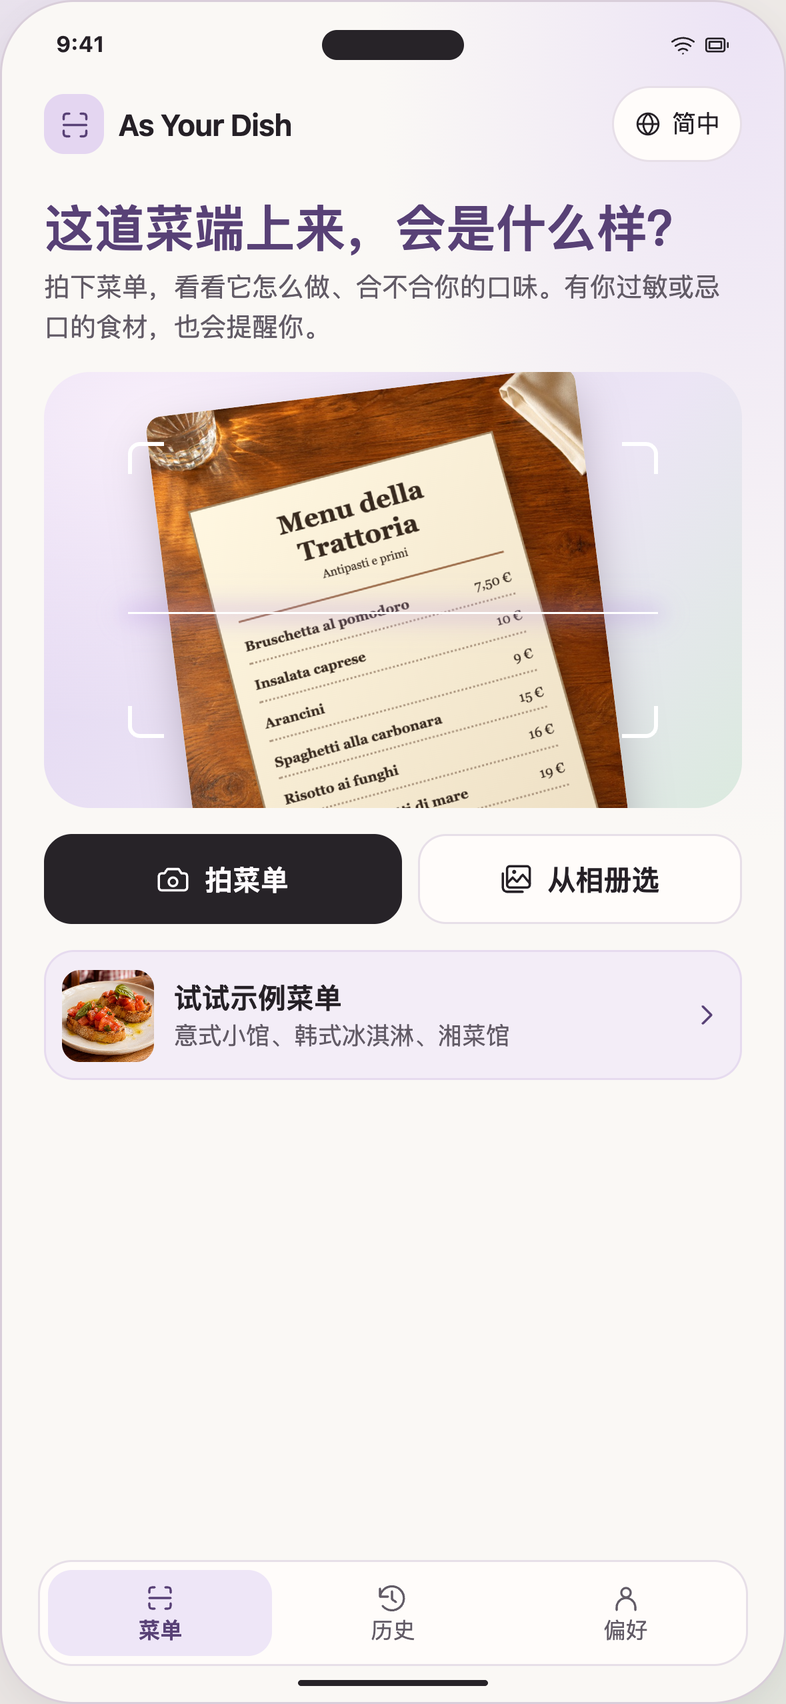 9:41
As Your Dish
简中
这道菜端上来，会是什么样？
拍下菜单，看看它怎么做、合不合你的口味。有你过敏或忌
口的食材，也会提醒你。
Menu della
Trattoria
Antipasti e primi
Bruschetta al pomodoro 7,50 €
Insalata caprese 10 €
Arancini 9 €
Spaghetti alla carbonara 15 €
Risotto ai funghi 16 €
di mare 19 €
拍菜单
从相册选
试试示例菜单
意式小馆、韩式冰淇淋、湘菜馆
菜单
历史
偏好